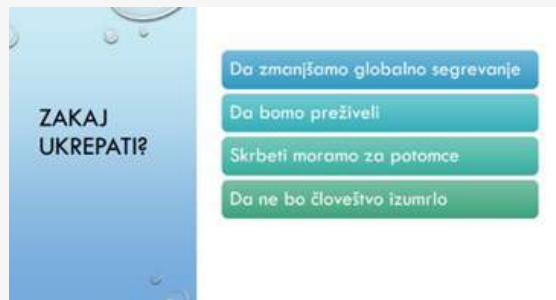 ZAKAJ
UKREPATI?
Da zmanjšamo globalno segrevanje
Da bomo preživeli
Skrbeti moramo za potomce
Da ne bo človeštvo izumrlo